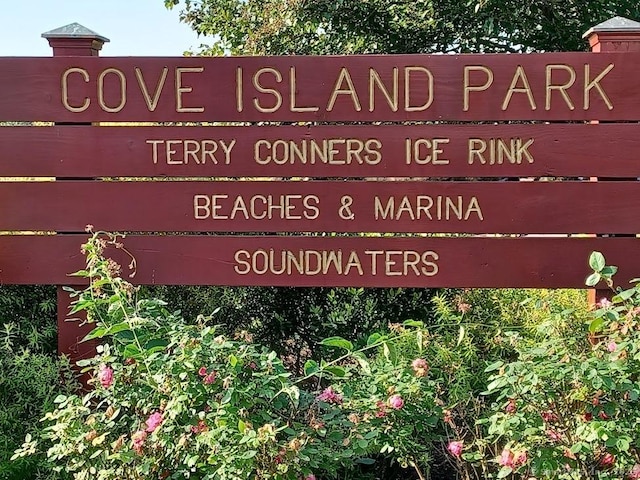 COVE ISLAND PARK
TERRY CONNERS ICE RINK
BEACHES & MARINA
SOUNDWATERS